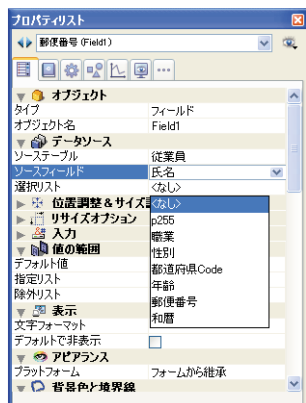 プロパティリスト
郵便番号 (Field1)
オブジェクト
タイプ フィールド
オブジェクト名 Field1
データソース
ソーステーブル 従業員
ソースフィールド 氏名
選択リスト <なし>
位置調整＆サイズ
<なし>
リサイズオプション
p255
入力
職業
値の範囲
性別
デフォルト値
都道府県Code
指定リスト
年齢
除外リスト
郵便番号
表示
和暦
文字フォーマット
デフォルトで非表示
アピアランス
プラットフォーム フォームから継承
背景色と境界線